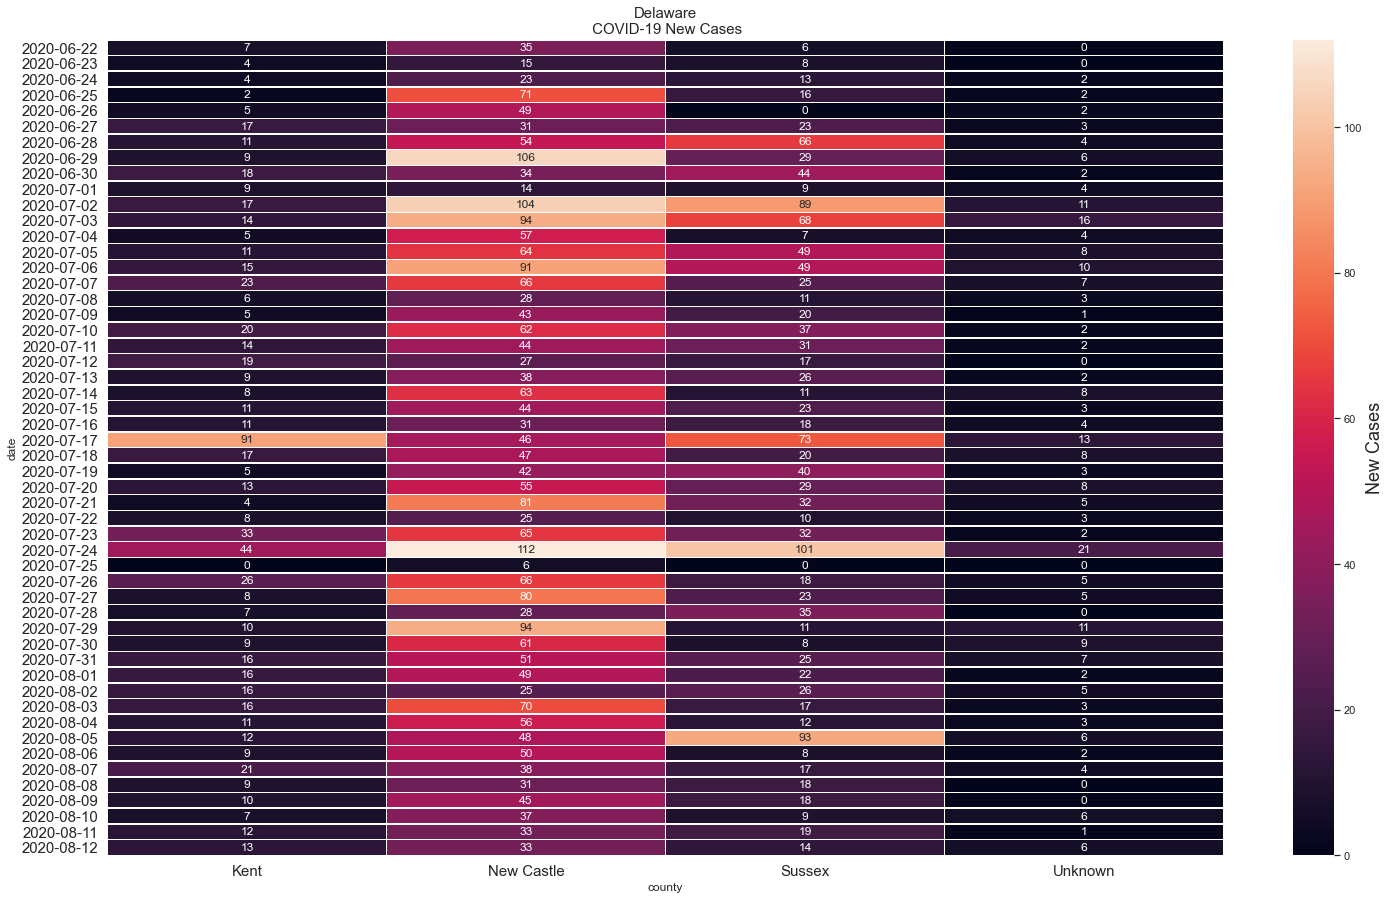 Delaware
COVID-19 New Cases
2020-06-22 7 35 6 0
2020-06-23 4 15 8 0
2020-06-24 4 23 13 2
2020-06-25 2 71 16 2
2020-06-26 5 49 0 2
2020-06-27 17 31 23 3
2020-06-28 11 54 66 4
2020-06-29 9 106 29 6
2020-06-30 18 34 44 2
2020-07-01 9 14 9 4
2020-07-02 17 104 89 11
2020-07-03 14 94 68 16
2020-07-04 5 57 7 4
2020-07-05 11 64 49 8
2020-07-06 15 91 49 10
2020-07-07 23 66 25 7
2020-07-08 6 28 11 3
2020-07-09 5 43 20 1
2020-07-10 20 62 37 2
2020-07-11 14 44 31 2
2020-07-12 19 27 17 0
2020-07-13 9 38 26 2
2020-07-14 8 63 11 8
2020-07-15 11 44 23 3
2020-07-16 11 31 18 4
2020-07-17 91 46 73 13
2020-07-18 17 47 20 8
2020-07-19 5 42 40 3
2020-07-20 13 55 29 8
2020-07-21 4 81 32 5
2020-07-22 8 25 10 3
2020-07-23 33 65 32 2
2020-07-24 44 112 101 21
2020-07-25 0 6 0 0
2020-07-26 26 66 18 5
2020-07-27 8 80 23 5
2020-07-28 7 28 35 0
2020-07-29 10 94 11 11
2020-07-30 9 61 8 9
2020-07-31 16 51 25 7
2020-08-01 16 49 22 2
2020-08-02 16 25 26 5
2020-08-03 16 70 17 3
2020-08-04 11 56 12 3
2020-08-05 12 48 93 6
2020-08-06 9 50 8 2
2020-08-07 21 38 17 4
2020-08-08 9 31 18 0
2020-08-09 10 45 18 0
2020-08-10 7 37 9 6
2020-08-11 12 33 19 1
2020-08-12 13 33 14 6
Kent New Castle Sussex Unknown
county
date
100
80
60
40
20
0
New Cases